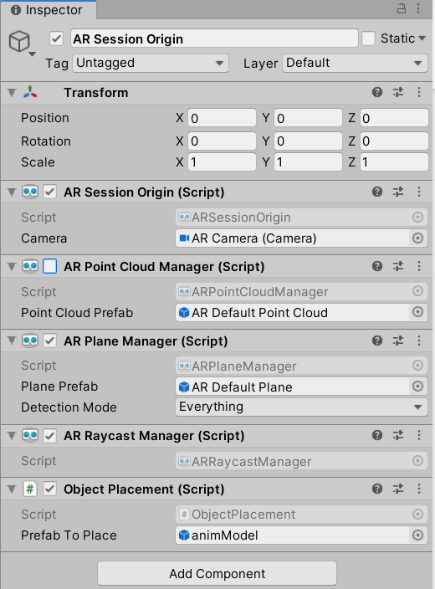 Inspector
AR Session Origin Static
Tag Untagged Layer Default
Transform
Position X 0 Y 0 Z 0
Rotation X 0 Y 0 Z 0
Scale X 1 Y 1 Z 1
AR Session Origin (Script)
Script ARSessionOrigin
Camera AR Camera (Camera)
AR Point Cloud Manager (Script)
Script ARPointCloudManager
Point Cloud Prefab AR Default Point Cloud
AR Plane Manager (Script)
Script ARPlaneManager
Plane Prefab AR Default Plane
Detection Mode Everything
AR Raycast Manager (Script)
Script ARRaycastManager
# Object Placement (Script)
Script # ObjectPlacement
Prefab To Place animModel
Add Component